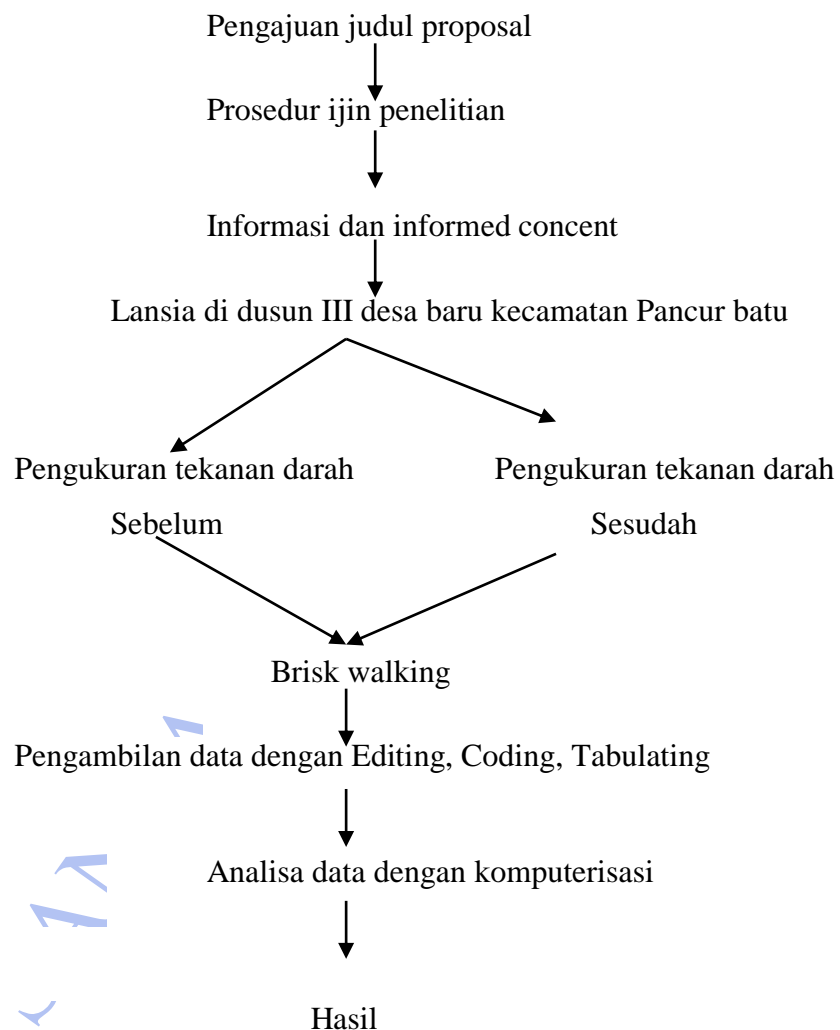 Pengajuan judul proposal
Prosedur ijin penelitian
Informasi dan informed concent
Lansia di dusun III desa baru kecamatan Pancur batu
Pengukuran tekanan darah
Sebelum
Pengukuran tekanan darah
Sesudah
Brisk walking
Pengambilan data dengan Editing, Coding, Tabulating
Analisa data dengan komputerisasi
Hasil